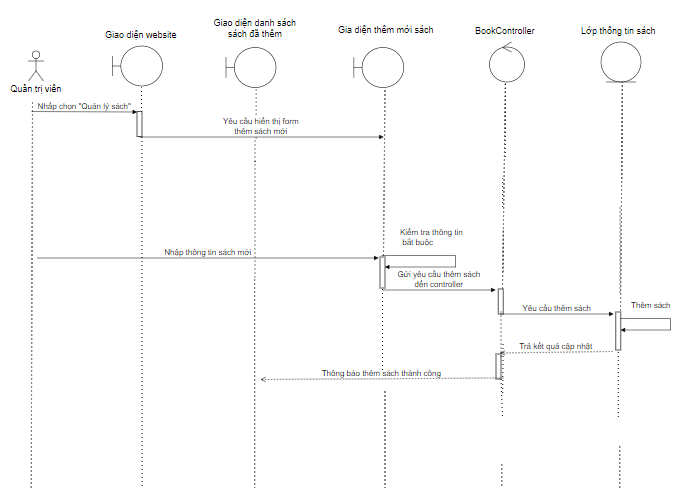 Giao diện website
Giao diện danh sách
sách đã thêm
Gia diện thêm mới sách
BookController
Lớp thông tin sách
Quản trị viên
Nhấp chọn "Quản lý sách"
Yêu cầu hiển thị form
thêm sách mới
Nhập thông tin sách mới
Kiểm tra thông tin
bắt buộc
Gửi yêu cầu thêm sách
đến controller
Yêu cầu thêm sách
Thêm sách
Trả kết quả cập nhật
Thông báo thêm sách thành công